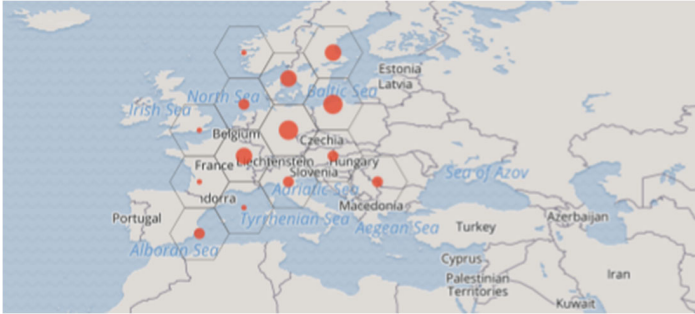 Estonia
Latvia
North Sea
Baltic Sea
Irish Sea
Belgium
Czechia
France
Liechtenstein
Hungary
Slovenia
Adriatic Sea
Sea of Azov
Idorra
Macedonia
Portugal
Tyrrhenian Sea
Aegean Sea
Turkey
Azerbaijan
Alboran Sea
Cyprus
Palestinian
Territories
Iran
Kuwait